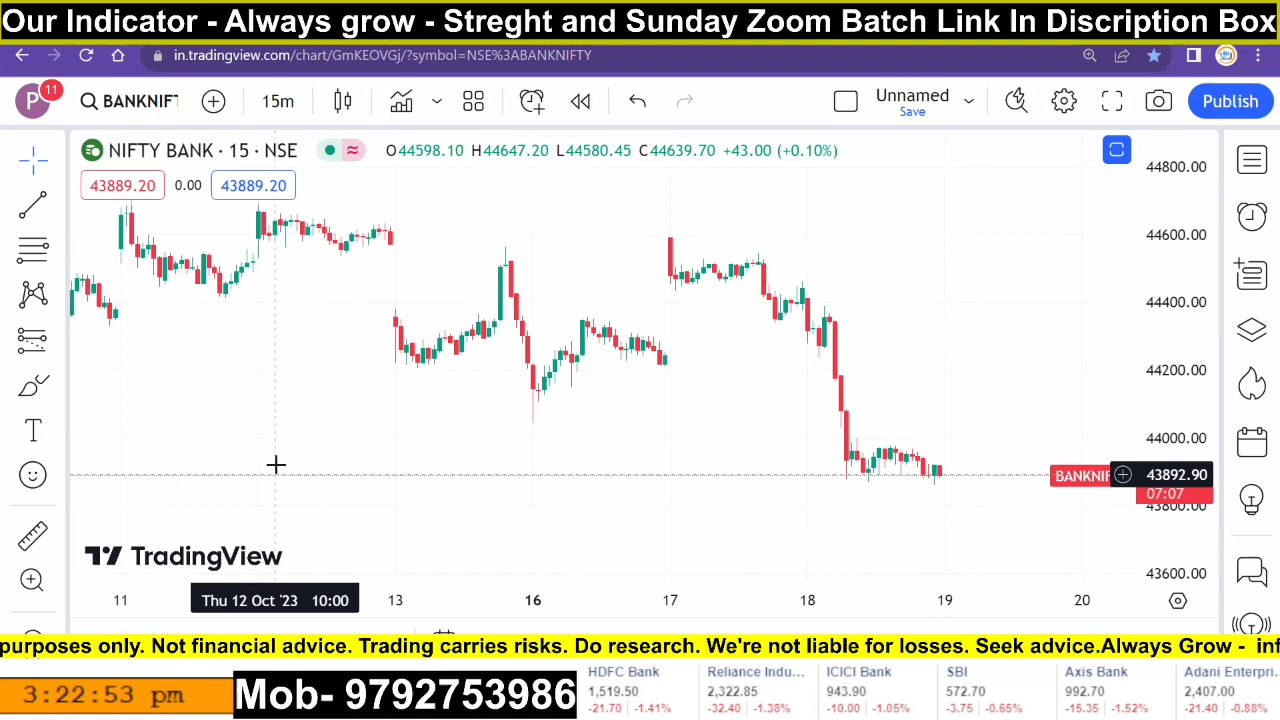 Our Indicator - Always grow - Streght and Sunday Zoom Batch Link In Discription Box
in.tradingview.com/chart/GmKEOVGj/?symbol=NSE%3ABANKNIFTY
P 11 BANKNIFT 15m Unnamed Save Publish
NIFTY BANK · 15 · NSE O44598.10 H44647.20 L44580.45 C44639.70 +43.00 (+0.10%)
43889.20 0.00 43889.20
44800.00
44600.00
44400.00
44200.00
44000.00
BANKNIF 43892.90
07:07
43800.00
43600.00
TradingView
11 Thu 12 Oct '23 10:00 13 16 17 18 19 20
purposes only. Not financial advice. Trading carries risks. Do research. We're not liable for losses. Seek advice.Always Grow - inf
3:22:53 pm Mob- 9792753986
HDFC Bank Reliance Indu... ICICI Bank SBI Axis Bank Adani Enterpri
1,519.50 2,322.85 943.90 572.70 992.70 2,407.00
-21.70 -1.41% -32.40 -1.38% -10.00 -1.05% -3.75 -0.65% -15.35 -1.52% -21.40 -0.88%